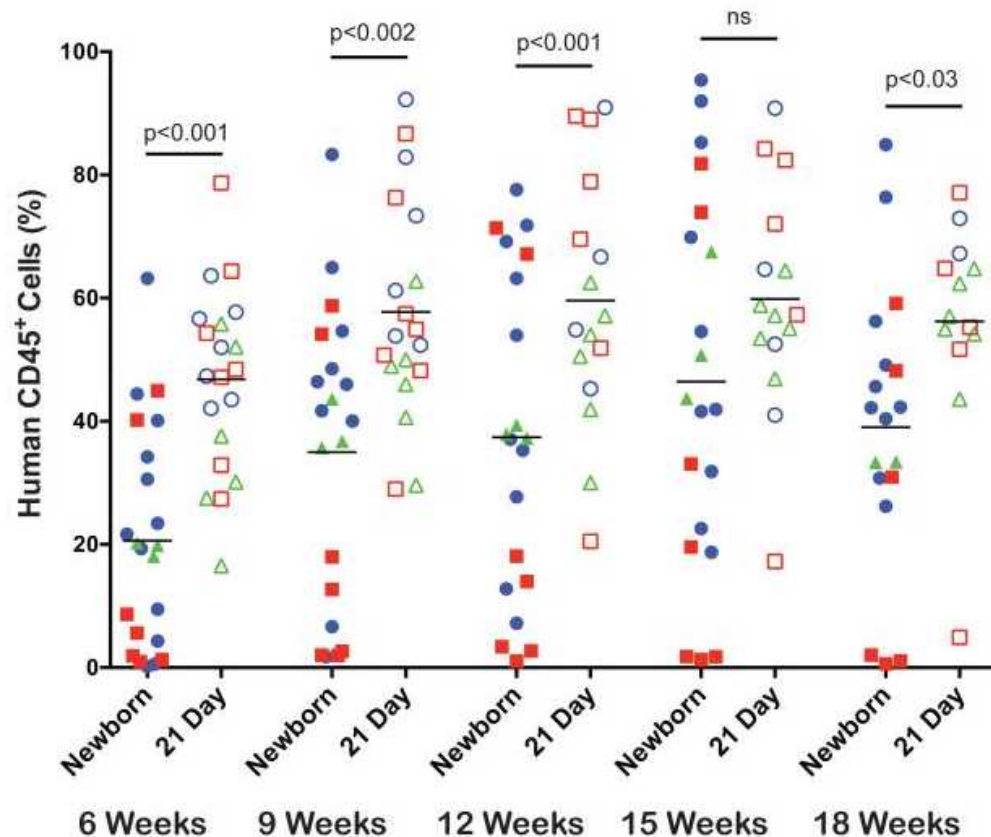 Human CD45⁺ Cells (%)
100
80
60
40
20
0
p<0.001
p<0.002
p<0.001
ns
p<0.03
Newborn
21 Day
Newborn
21 Day
Newborn
21 Day
Newborn
21 Day
Newborn
21 Day
6 Weeks
9 Weeks
12 Weeks
15 Weeks
18 Weeks